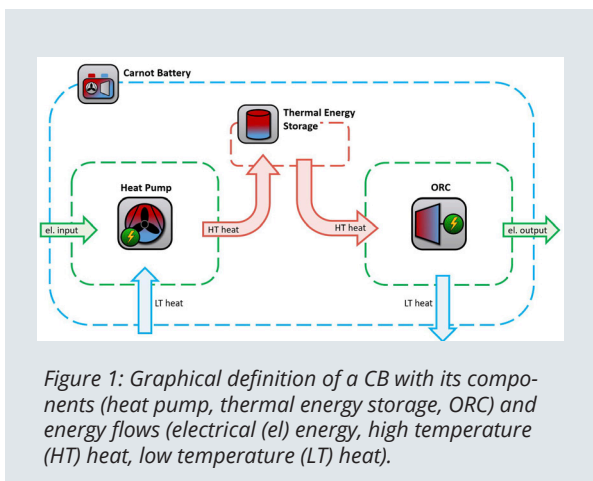 Carnot Battery
Thermal Energy
Storage
Heat Pump
ORC
el. input
HT heat
HT heat
el. output
LT heat
LT heat
Figure 1: Graphical definition of a CB with its compo-
nents (heat pump, thermal energy storage, ORC) and
energy flows (electrical (el) energy, high temperature
(HT) heat, low temperature (LT) heat).